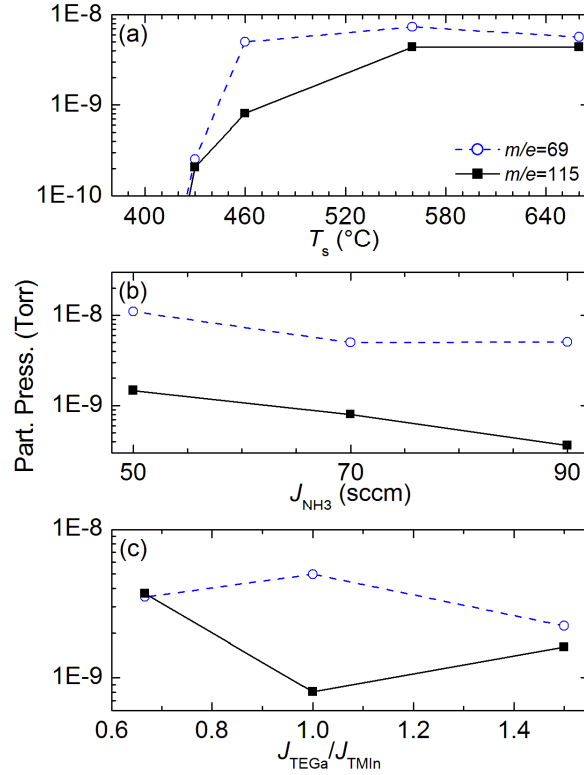 1E-8
(a)
1E-9
m/e=69
m/e=115
1E-10
400 460 520 580 640
Ts (°C)
Part. Press. (Torr)
(b)
1E-8
1E-9
50 70 90
JNH3 (sccm)
1E-8
(c)
1E-9
0.6 0.8 1.0 1.2 1.4
JTEGa/JTMIn